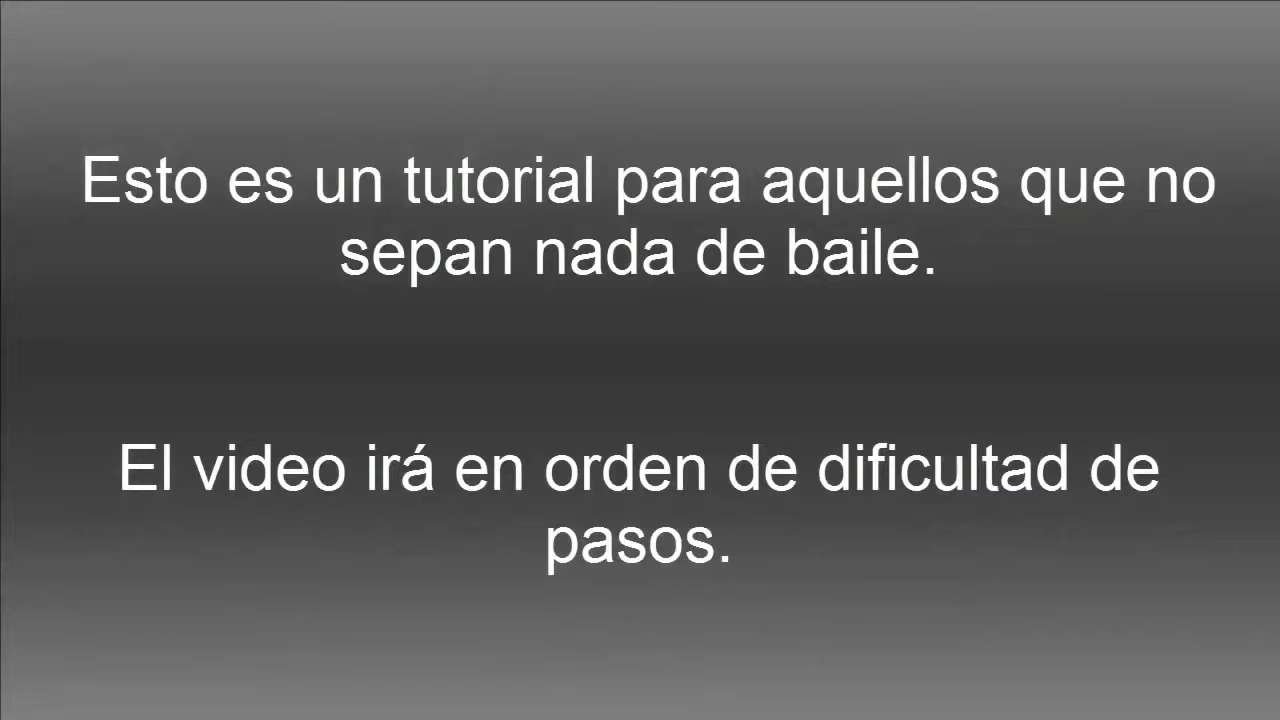 Esto es un tutorial para aquellos que no
sepan nada de baile.
El video irá en orden de dificultad de
pasos.